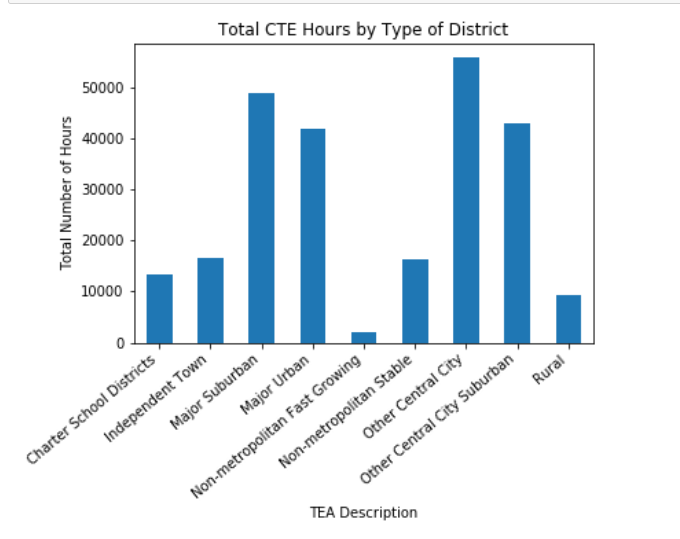 Total CTE Hours by Type of District
Total Number of Hours
50000
40000
30000
20000
10000
0
Charter School Districts
Independent Town
Major Suburban
Major Urban
Non-metropolitan Fast Growing
Non-metropolitan Stable
Other Central City
Other Central City Suburban
Rural
TEA Description